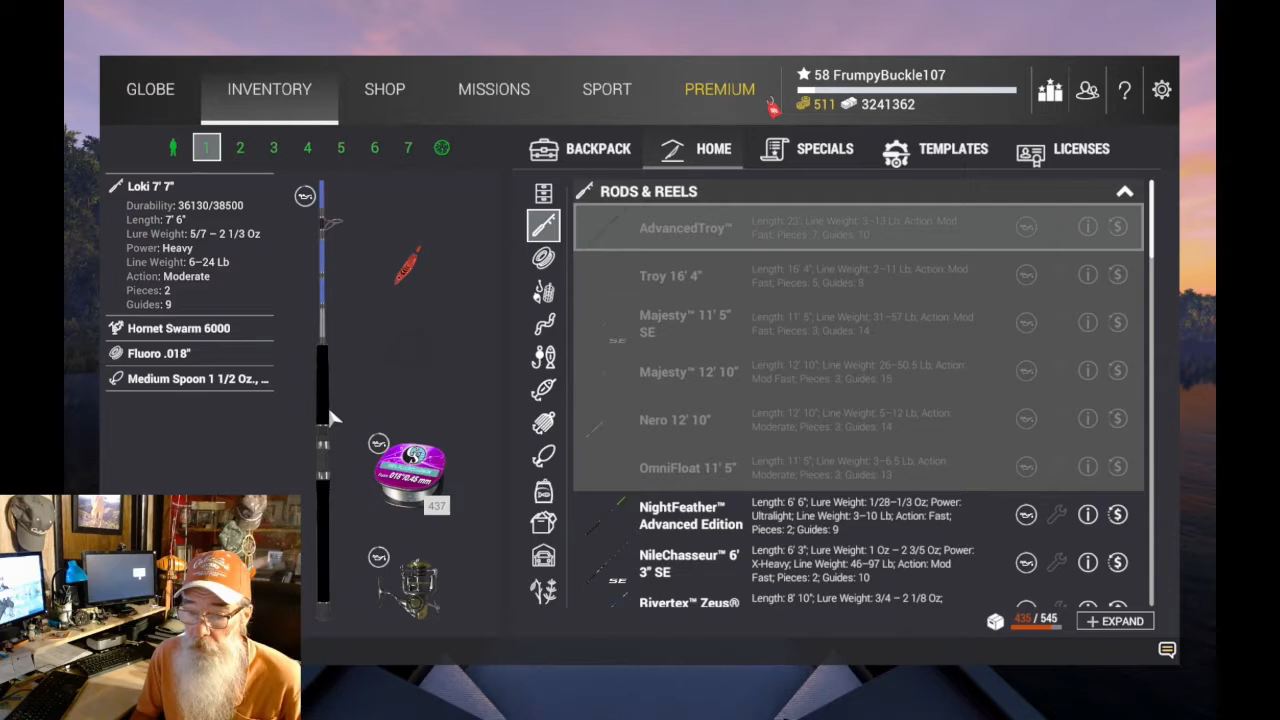 GLOBE
INVENTORY
SHOP
MISSIONS
SPORT
PREMIUM
58 FrumpyBuckle107
511 3241362
1 2 3 4 5 6 7
BACKPACK
HOME
SPECIALS
TEMPLATES
LICENSES
Loki 7' 7"
Durability: 36130/38500
Length: 7' 6"
Lure Weight: 5/7 – 2 1/3 Oz
Power: Heavy
Line Weight: 6–24 Lb
Action: Moderate
Pieces: 2
Guides: 9
Hornet Swarm 6000
Fluoro .018"
Medium Spoon 1 1/2 Oz., ...
.018"/0.45 mm
437
RODS & REELS
AdvancedTroy™
Length: 23'; Line Weight: 3–13 Lb; Action: Mod
Fast; Pieces: 7; Guides: 10
Troy 16' 4"
Length: 16' 4"; Line Weight: 2–11 Lb; Action: Mod
Fast; Pieces: 5; Guides: 8
Majesty™ 11' 5"
SE
Length: 11' 5"; Line Weight: 31–57 Lb; Action: Mod
Fast; Pieces: 3; Guides: 14
Majesty™ 12' 10"
Length: 12' 10"; Line Weight: 26–50.5 Lb; Action:
Mod Fast; Pieces: 3; Guides: 15
Nero 12' 10"
Length: 12' 10"; Line Weight: 5–12 Lb; Action:
Moderate; Pieces: 3; Guides: 14
OmniFloat 11' 5"
Length: 11' 5"; Line Weight: 3–6.5 Lb; Action:
Moderate; Pieces: 3; Guides: 13
NightFeather™
Advanced Edition
Length: 6' 6"; Lure Weight: 1/28–1/3 Oz; Power:
Ultralight; Line Weight: 3–10 Lb; Action: Fast;
Pieces: 2; Guides: 9
NileChasseur™ 6'
3" SE
Length: 6' 3"; Lure Weight: 1 Oz – 2 3/5 Oz; Power:
X-Heavy; Line Weight: 46–97 Lb; Action: Mod
Fast; Pieces: 2; Guides: 10
Rivertex™ Zeus®
Length: 8' 10"; Lure Weight: 3/4 – 2 1/8 Oz;
SE
SE
435 / 545
+ EXPAND